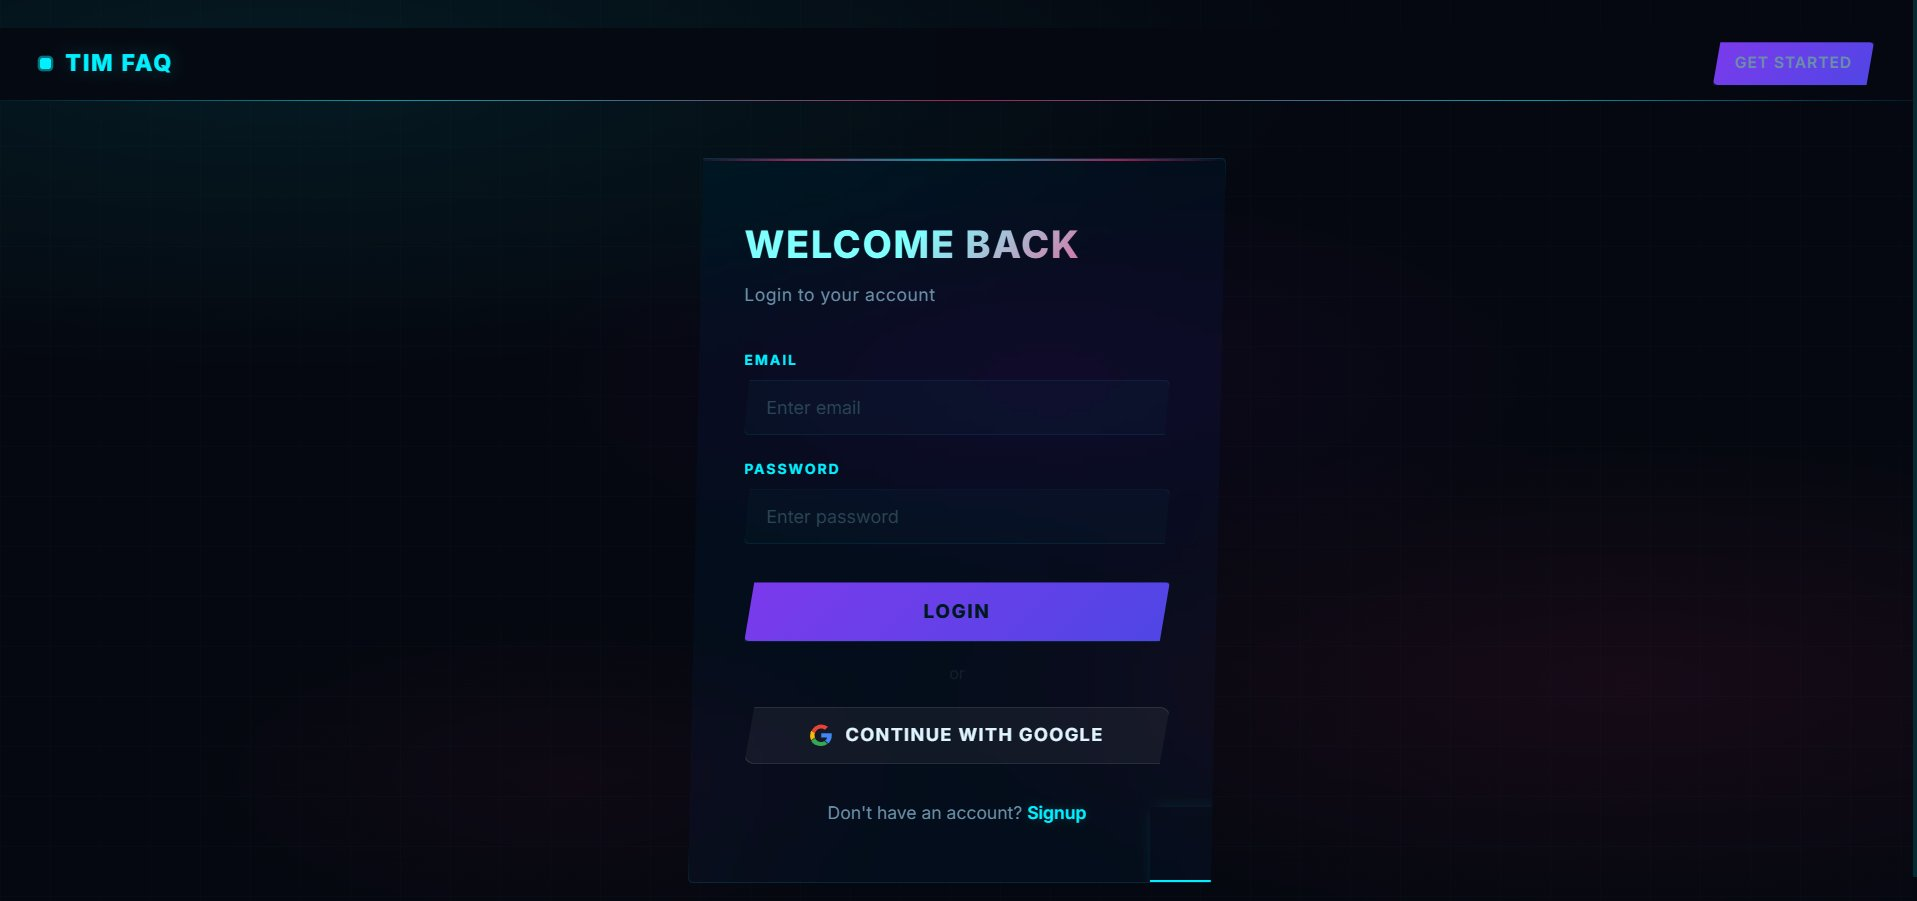 TIM FAQ
GET STARTED
WELCOME BACK
Login to your account
EMAIL
Enter email
PASSWORD
Enter password
LOGIN
or
CONTINUE WITH GOOGLE
Don't have an account? Signup